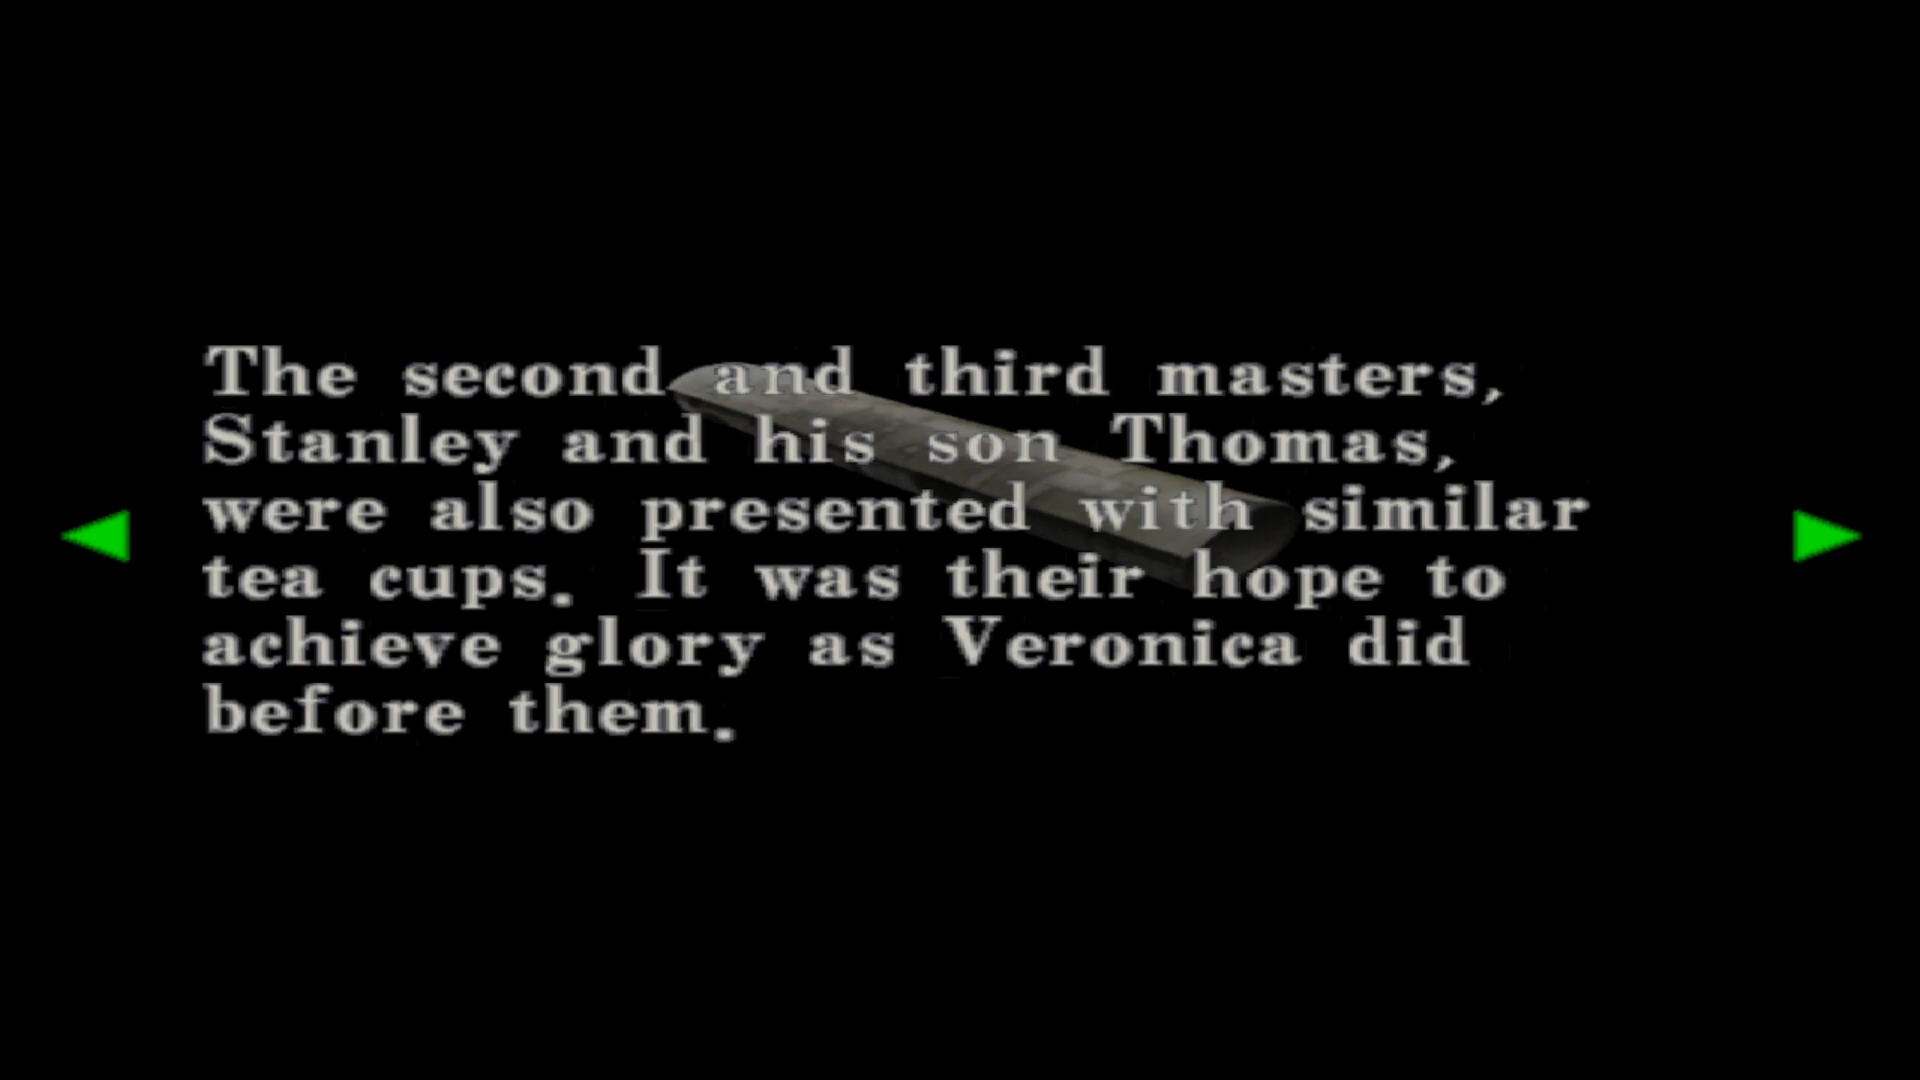 The second and third masters,
Stanley and his son Thomas,
were also presented with similar
tea cups. It was their hope to
achieve glory as Veronica did
before them.